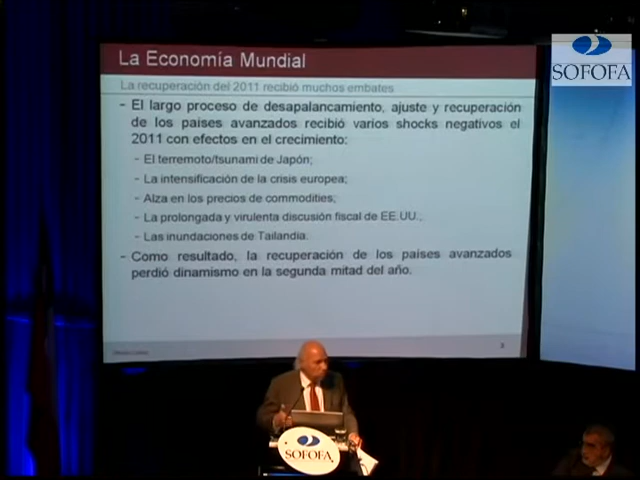 La Economía Mundial
SOFOFA
La recuperación del 2011 recibió muchos embates
- El largo proceso de desapalancamiento, ajuste y recuperación
de los países avanzados recibió varios shocks negativos el
2011 con efectos en el crecimiento:
- El terremoto/tsunami de Japón;
- La intensificación de la crisis europea;
- Alza en los precios de commodities;
- La prolongada y virulenta discusión fiscal de EE.UU.,
- Las inundaciones de Tailandia.
- Como resultado, la recuperación de los países avanzados
perdió dinamismo en la segunda mitad del año.
SOFOFA